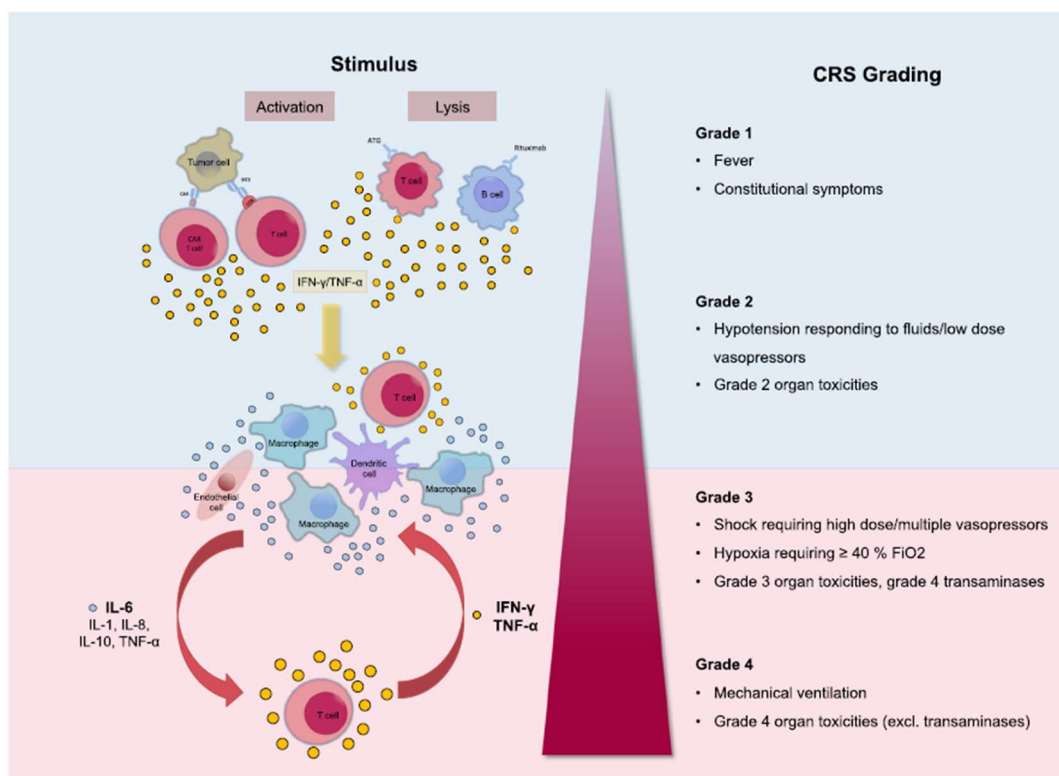 Stimulus
Activation
Lysis
ATG
Rituximab
Tumor cell
CAR
BITE
T cell
B cell
CAR
T cell
T cell
IFN-γ/TNF-α
T cell
Macrophage
Dendritic
cell
Macrophage
Endothelial
cell
Macrophage
IL-6
IL-1, IL-8,
IL-10, TNF-α
IFN-γ
TNF-α
T cell
CRS Grading
Grade 1
• Fever
• Constitutional symptoms
Grade 2
• Hypotension responding to fluids/low dose
vasopressors
• Grade 2 organ toxicities
Grade 3
• Shock requiring high dose/multiple vasopressors
• Hypoxia requiring ≥ 40 % FiO2
• Grade 3 organ toxicities, grade 4 transaminases
Grade 4
• Mechanical ventilation
• Grade 4 organ toxicities (excl. transaminases)